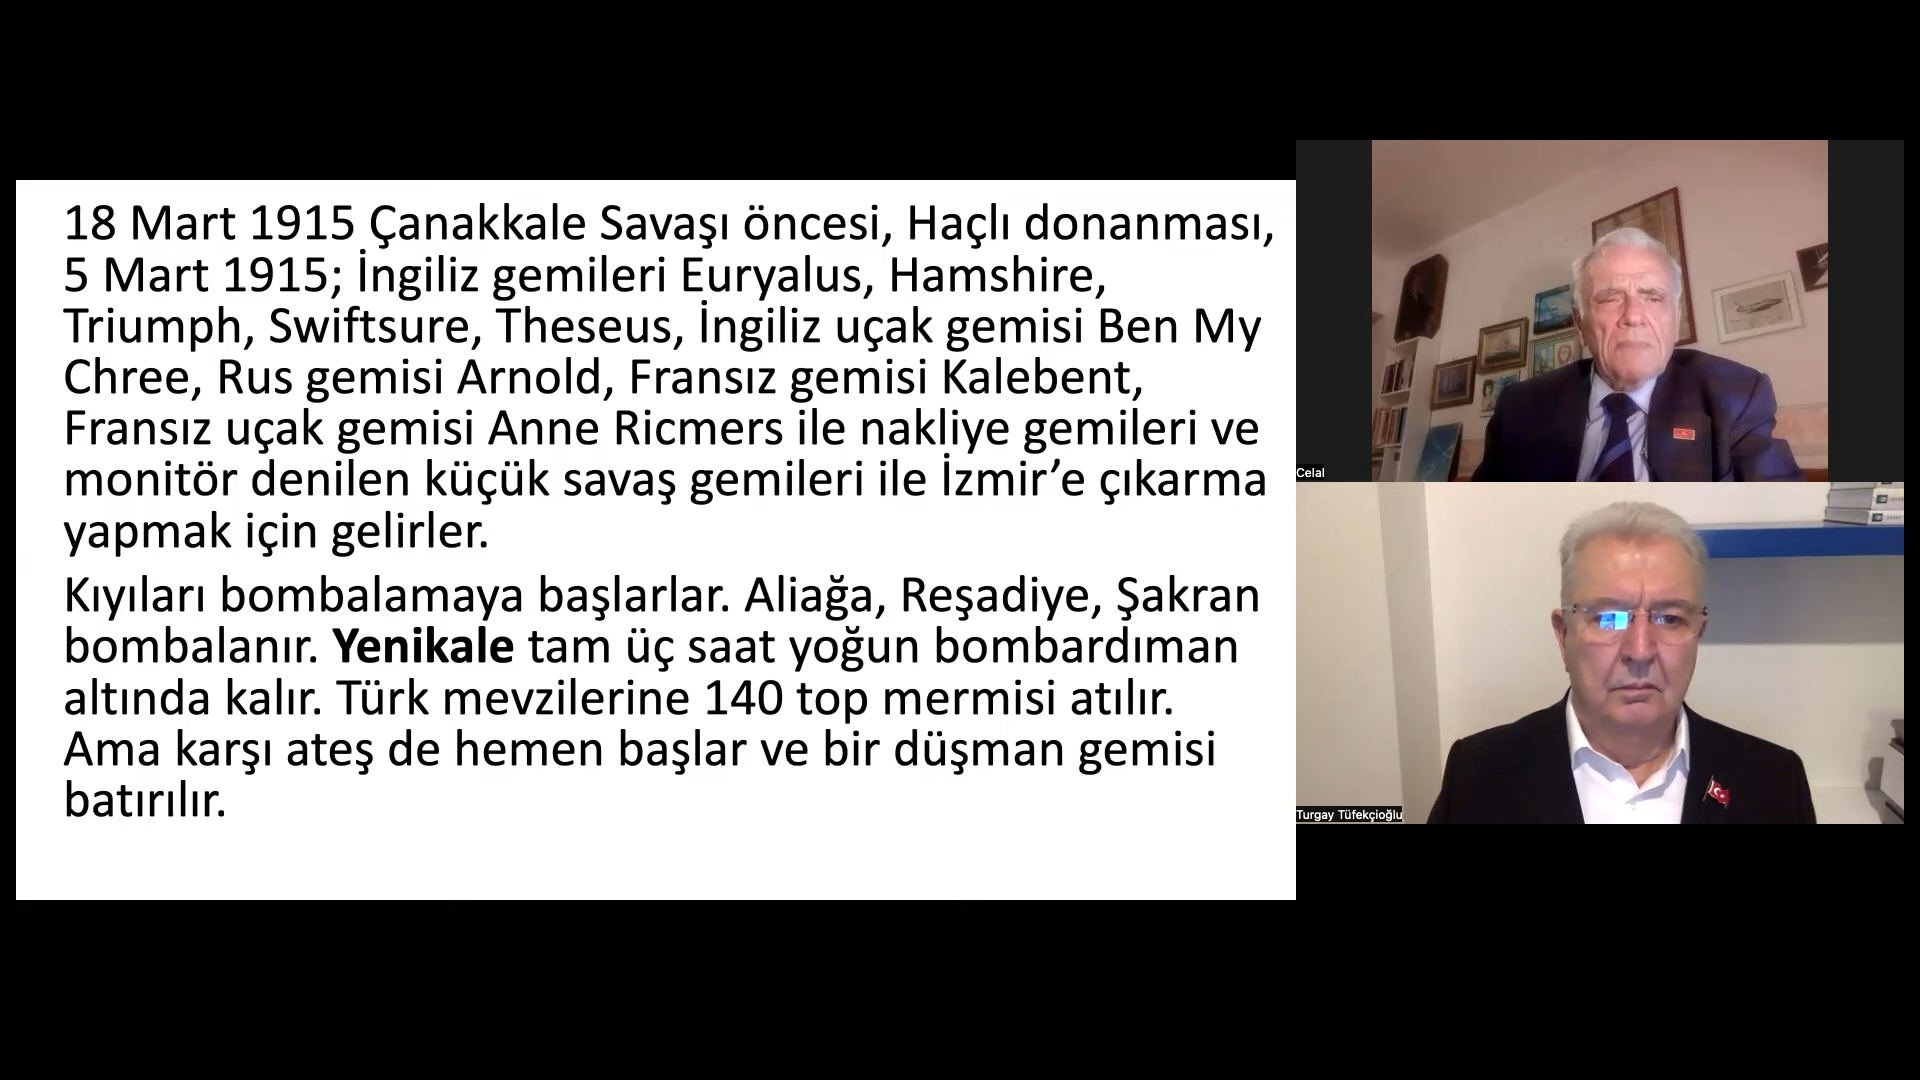 18 Mart 1915 Çanakkale Savaşı öncesi, Haçlı donanması,
5 Mart 1915; İngiliz gemileri Euryalus, Hamshire,
Triumph, Swiftsure, Theseus, İngiliz uçak gemisi Ben My
Chree, Rus gemisi Arnold, Fransız gemisi Kalebent,
Fransız uçak gemisi Anne Ricmers ile nakliye gemileri ve
monitör denilen küçük savaş gemileri ile İzmir’e çıkarma
yapmak için gelirler.
Kıyıları bombalamaya başlarlar. Aliağa, Reşadiye, Şakran
bombalanır. Yenikale tam üç saat yoğun bombardıman
altında kalır. Türk mevzilerine 140 top mermisi atılır.
Ama karşı ateş de hemen başlar ve bir düşman gemisi
batırılır.
Celal
Turgay Tüfekçioğlu